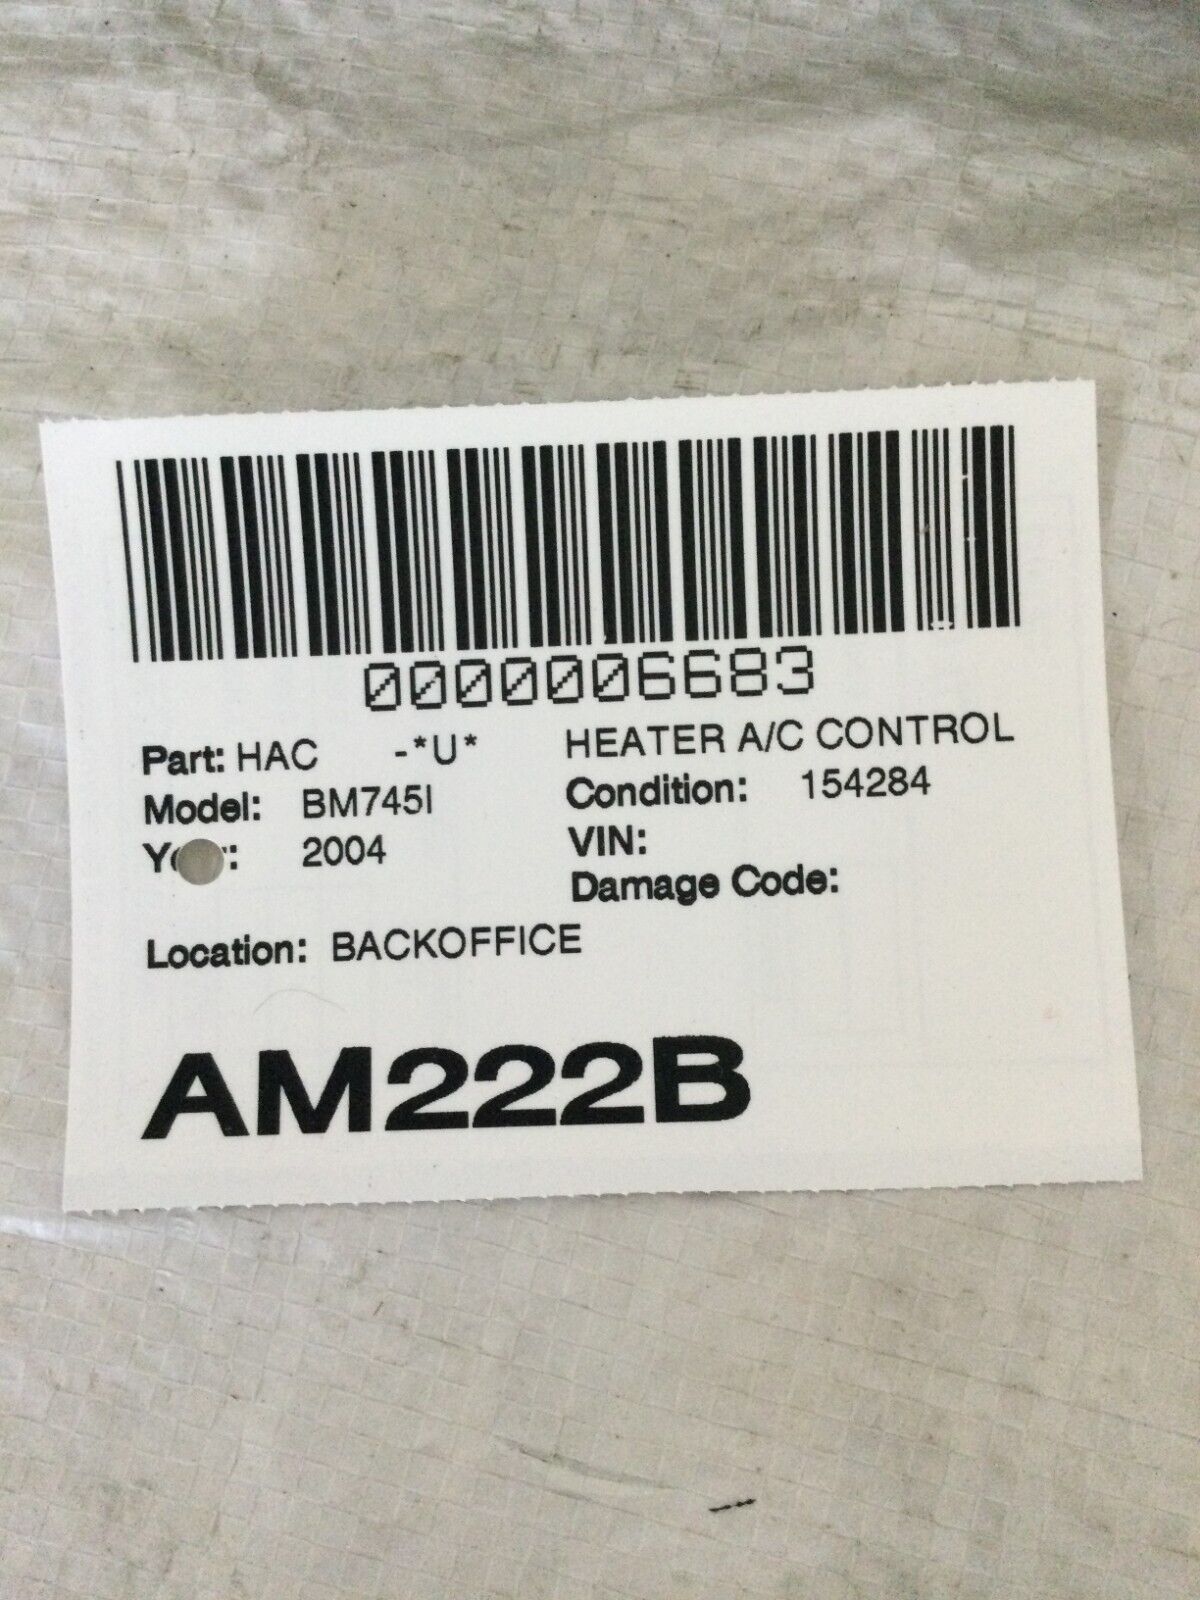 0000006683
Part: HAC -*U* HEATER A/C CONTROL
Model: BM745I Condition: 154284
2004 VIN:
Damage Code:
Location: BACKOFFICE
AM222B